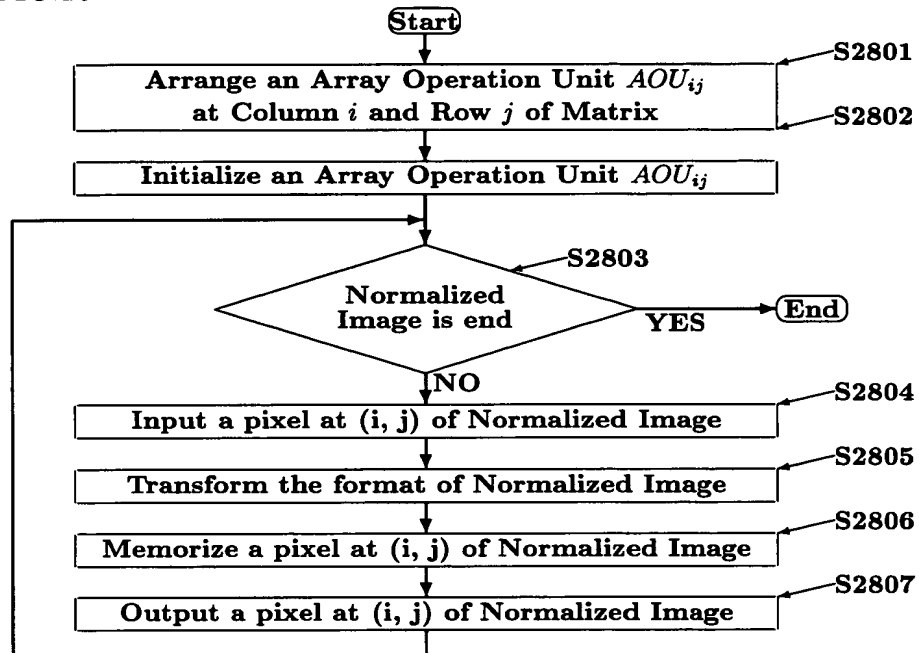 Start
S2801
Arrange an Array Operation Unit AOU_ij
at Column i and Row j of Matrix
S2802
Initialize an Array Operation Unit AOU_ij
S2803
Normalized
Image is end
YES
End
NO
S2804
Input a pixel at (i, j) of Normalized Image
S2805
Transform the format of Normalized Image
S2806
Memorize a pixel at (i, j) of Normalized Image
S2807
Output a pixel at (i, j) of Normalized Image